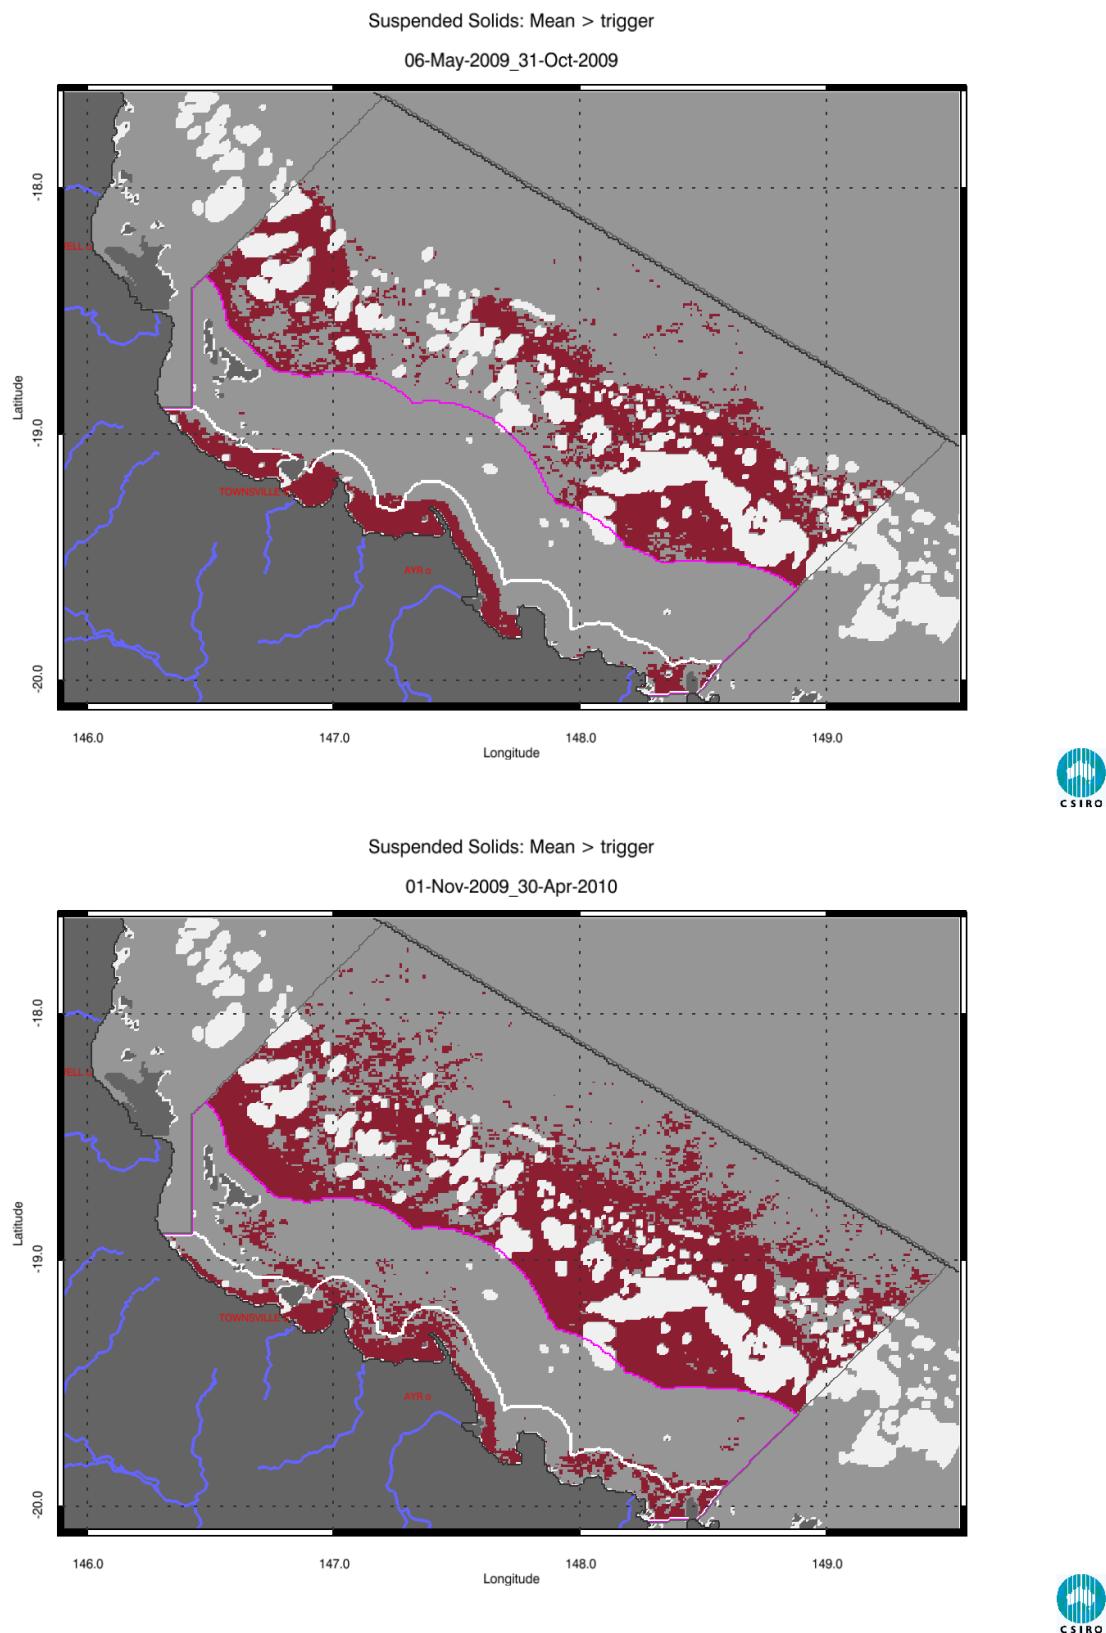 Suspended Solids: Mean > trigger
06-May-2009_31-Oct-2009
-18.0
ELL
Latitude
-19.0
TOWNSVILLE
AYR
-20.0
146.0 147.0 148.0 149.0
Longitude
CSIRO
Suspended Solids: Mean > trigger
01-Nov-2009_30-Apr-2010
-18.0
ELL
Latitude
-19.0
TOWNSVILLE
AYR
-20.0
146.0 147.0 148.0 149.0
Longitude
CSIRO